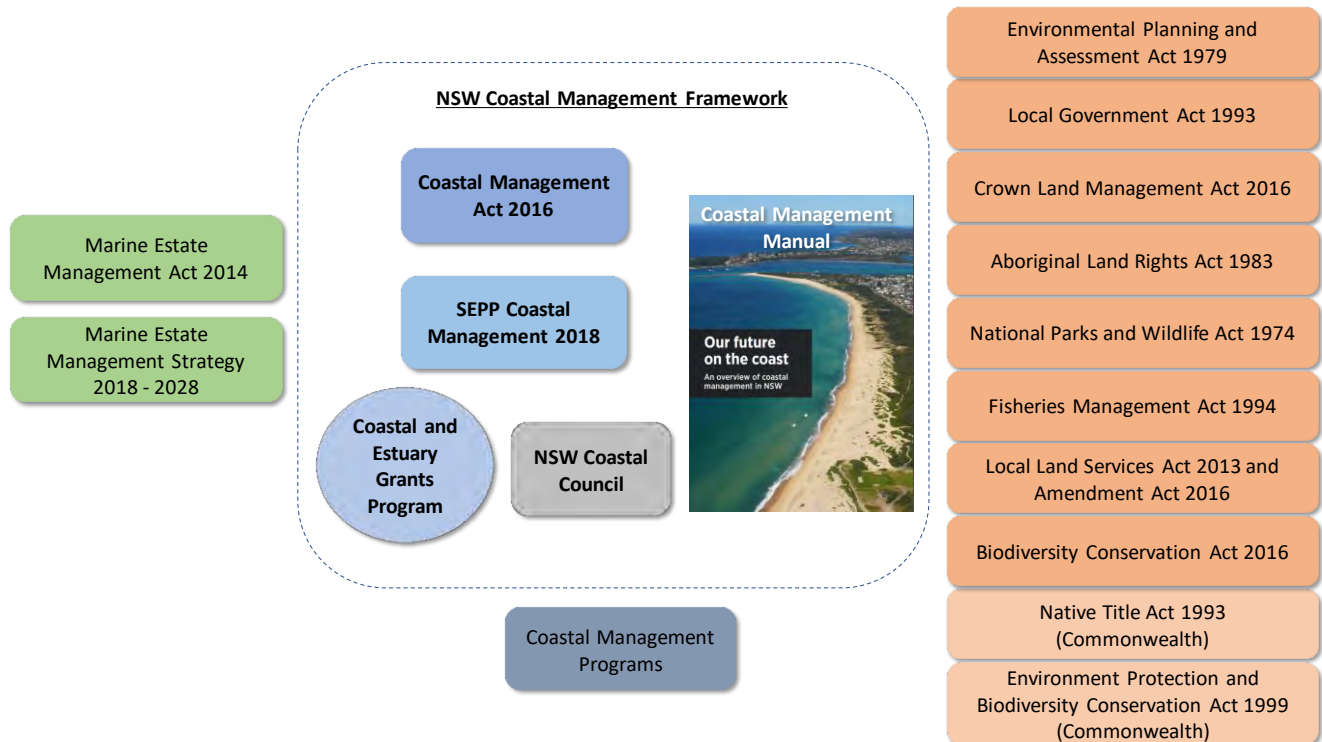 NSW Coastal Management Framework
Coastal Management
Act 2016
SEPP Coastal
Management 2018
Coastal and
Estuary
Grants
Program
NSW Coastal
Council
Coastal Management
Manual
Our future
on the coast
An overview of coastal
management in NSW
Marine Estate
Management Act 2014
Marine Estate
Management Strategy
2018 - 2028
Coastal Management
Programs
Environmental Planning and
Assessment Act 1979
Local Government Act 1993
Crown Land Management Act 2016
Aboriginal Land Rights Act 1983
National Parks and Wildlife Act 1974
Fisheries Management Act 1994
Local Land Services Act 2013 and
Amendment Act 2016
Biodiversity Conservation Act 2016
Native Title Act 1993
(Commonwealth)
Environment Protection and
Biodiversity Conservation Act 1999
(Commonwealth)